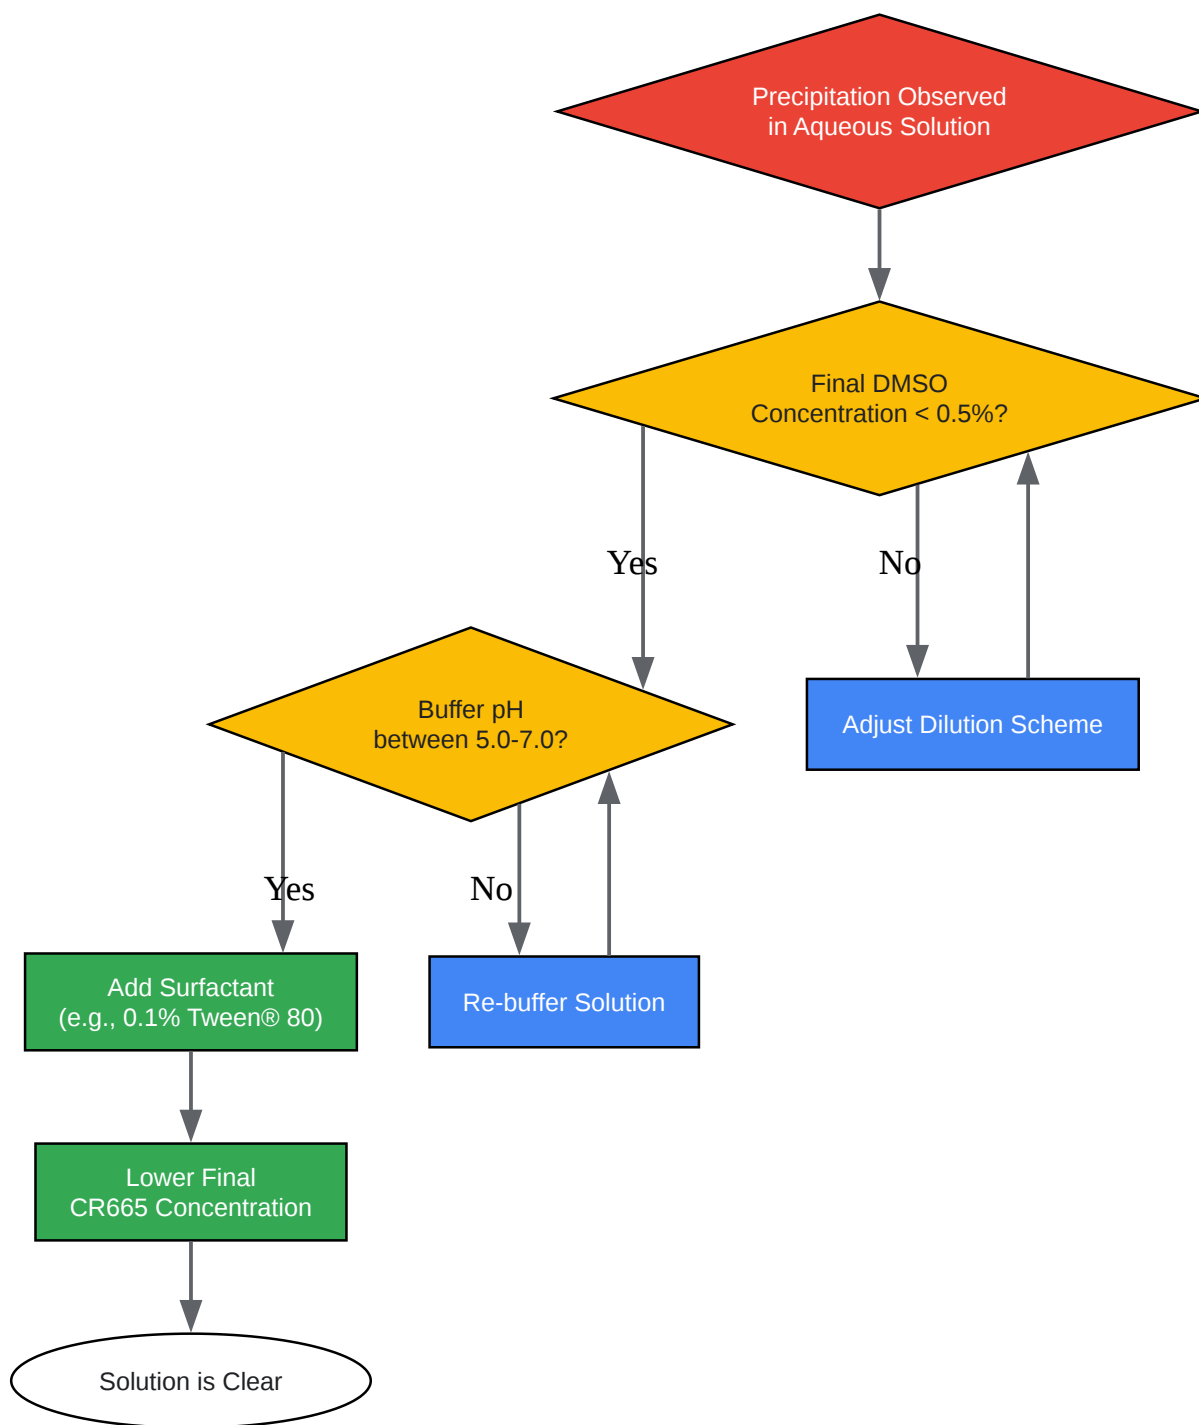 Precipitation Observed
in Aqueous Solution
Final DMSO
Concentration < 0.5%?
Yes
No
Buffer pH
between 5.0-7.0?
Adjust Dilution Scheme
Yes
No
Add Surfactant
(e.g., 0.1% Tween® 80)
Re-buffer Solution
Lower Final
CR665 Concentration
Solution is Clear